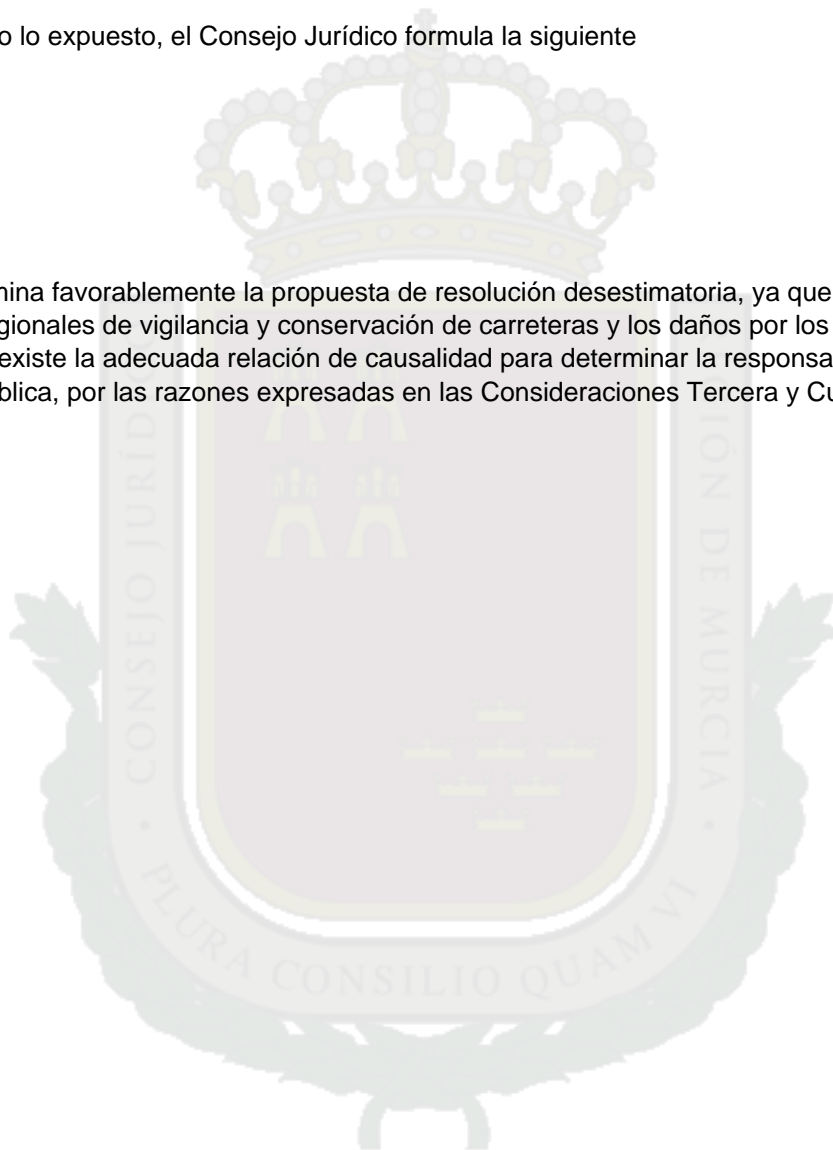 o lo expuesto, el Consejo Jurídico formula la siguiente
mina favorablemente la propuesta de resolución desestimatoria, ya que
gionales de vigilancia y conservación de carreteras y los daños por los
existe la adecuada relación de causalidad para determinar la responsa
blica, por las razones expresadas en las Consideraciones Tercera y Cu
CONSEJO JURÍDICO
IÓN DE MURCIA
PLURA CONSILIO QUAM VI